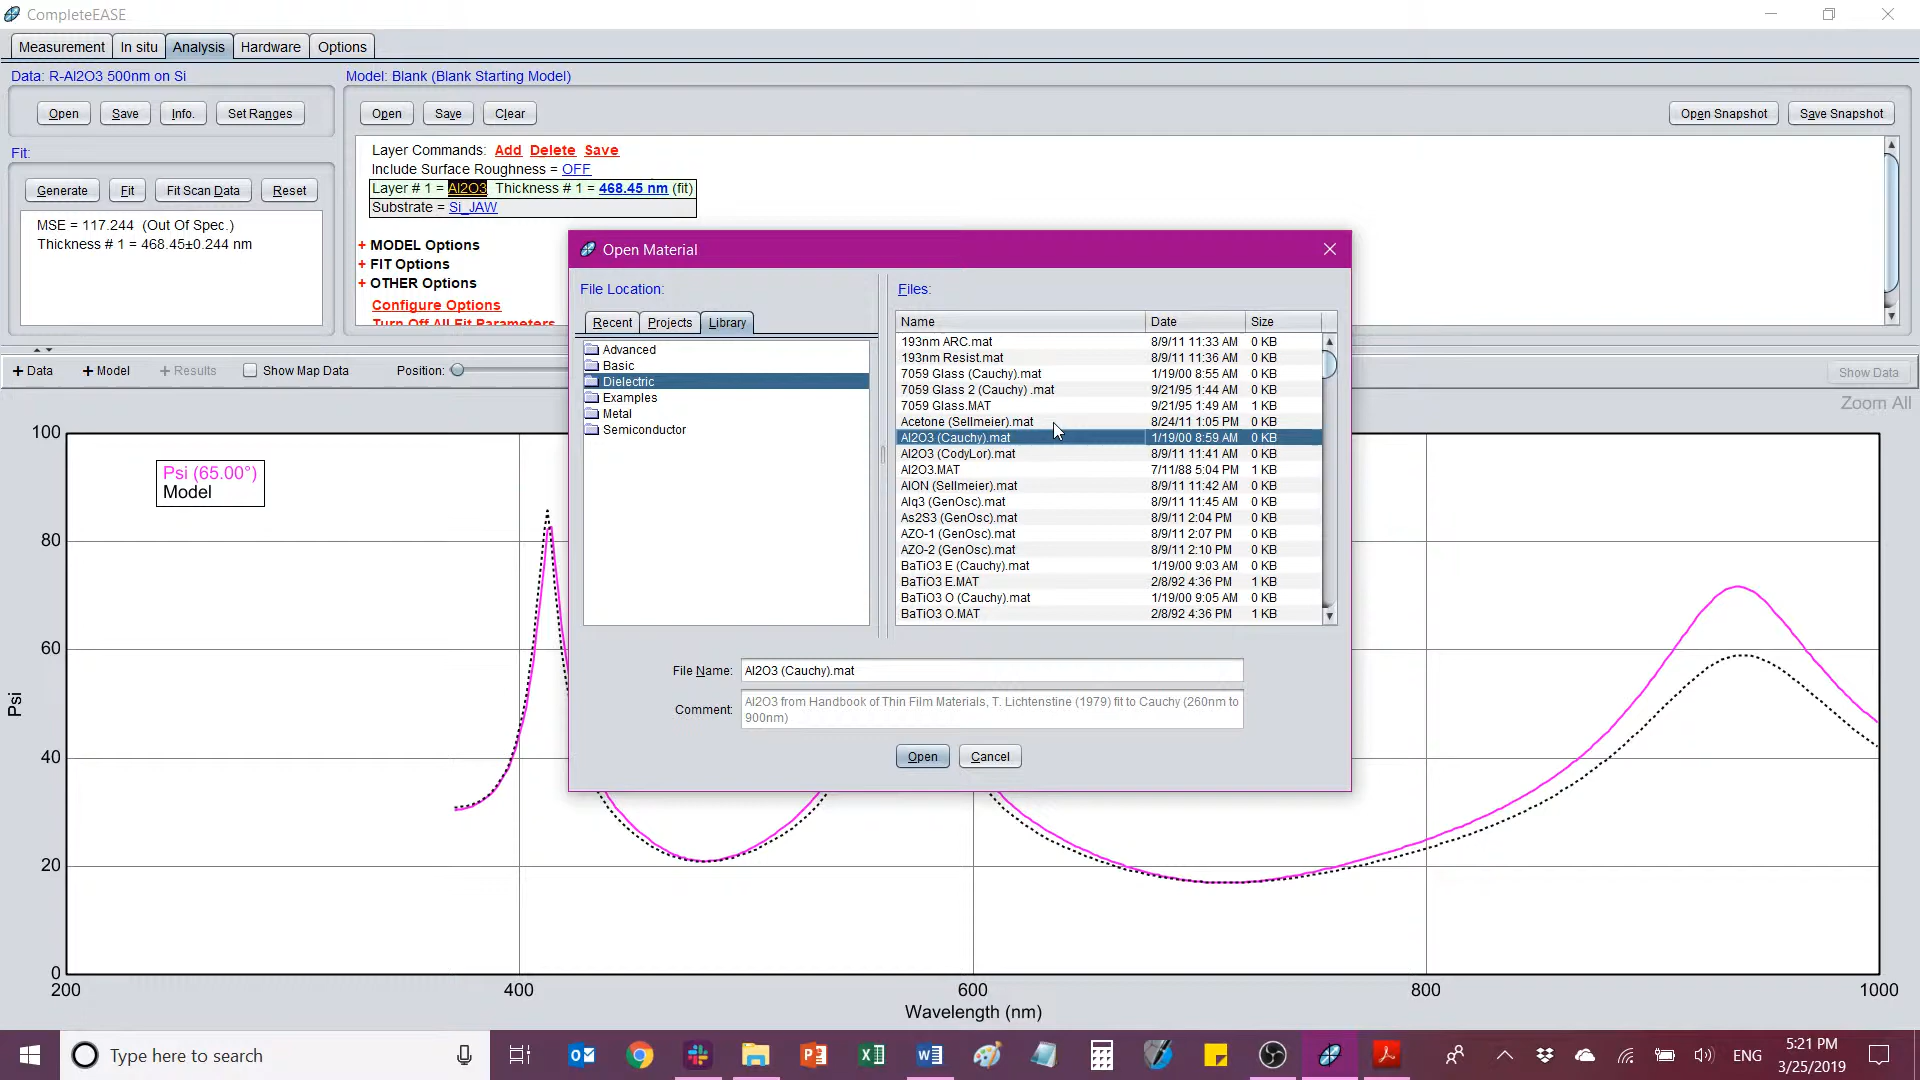 CompleteEASE
Measurement In situ Analysis Hardware Options
Data: R-Al2O3 500nm on Si
Open Save Info. Set Ranges
Model: Blank (Blank Starting Model)
Open Save Clear Open Snapshot Save Snapshot
Fit:
Generate Fit Fit Scan Data Reset
MSE = 117.244 (Out Of Spec.)
Thickness # 1 = 468.45±0.244 nm
Layer Commands: Add Delete Save
Include Surface Roughness = OFF
Layer # 1 = Al2O3 Thickness # 1 = 468.45 nm (fit)
Substrate = Si_JAW
+ MODEL Options
+ FIT Options
+ OTHER Options
Configure Options
Turn Off All Fit Parameters
+ Data + Model + Results Show Map Data Position: Show Data
Zoom All
Open Material
File Location:
Recent Projects Library
Advanced
Basic
Dielectric
Examples
Metal
Semiconductor
Files:
Name Date Size
193nm ARC.mat 8/9/11 11:33 AM 0 KB
193nm Resist.mat 8/9/11 11:36 AM 0 KB
7059 Glass (Cauchy).mat 1/19/00 8:55 AM 0 KB
7059 Glass 2 (Cauchy) .mat 9/21/95 1:44 AM 0 KB
7059 Glass.MAT 9/21/95 1:49 AM 1 KB
Acetone (Sellmeier).mat 8/24/11 1:05 PM 0 KB
Al2O3 (Cauchy).mat 1/19/00 8:59 AM 0 KB
Al2O3 (CodyLor).mat 8/9/11 11:41 AM 0 KB
Al2O3.MAT 7/11/88 5:04 PM 1 KB
AlON (Sellmeier).mat 8/9/11 11:42 AM 0 KB
Alq3 (GenOsc).mat 8/9/11 11:45 AM 0 KB
As2S3 (GenOsc).mat 8/9/11 2:04 PM 0 KB
AZO-1 (GenOsc).mat 8/9/11 2:07 PM 0 KB
AZO-2 (GenOsc).mat 8/9/11 2:10 PM 0 KB
BaTiO3 E (Cauchy).mat 1/19/00 9:03 AM 0 KB
BaTiO3 E.MAT 2/8/92 4:36 PM 1 KB
BaTiO3 O (Cauchy).mat 1/19/00 9:05 AM 0 KB
BaTiO3 O.MAT 2/8/92 4:36 PM 1 KB
File Name: Al2O3 (Cauchy).mat
Comment: Al2O3 from Handbook of Thin Film Materials, T. Lichtenstine (1979) fit to Cauchy (260nm to
900nm)
Open Cancel
Psi (65.00°)
Model
100
80
60
40
20
0
Psi
200 400 600 800 1000
Wavelength (nm)
Type here to search
ENG
5:21 PM
3/25/2019